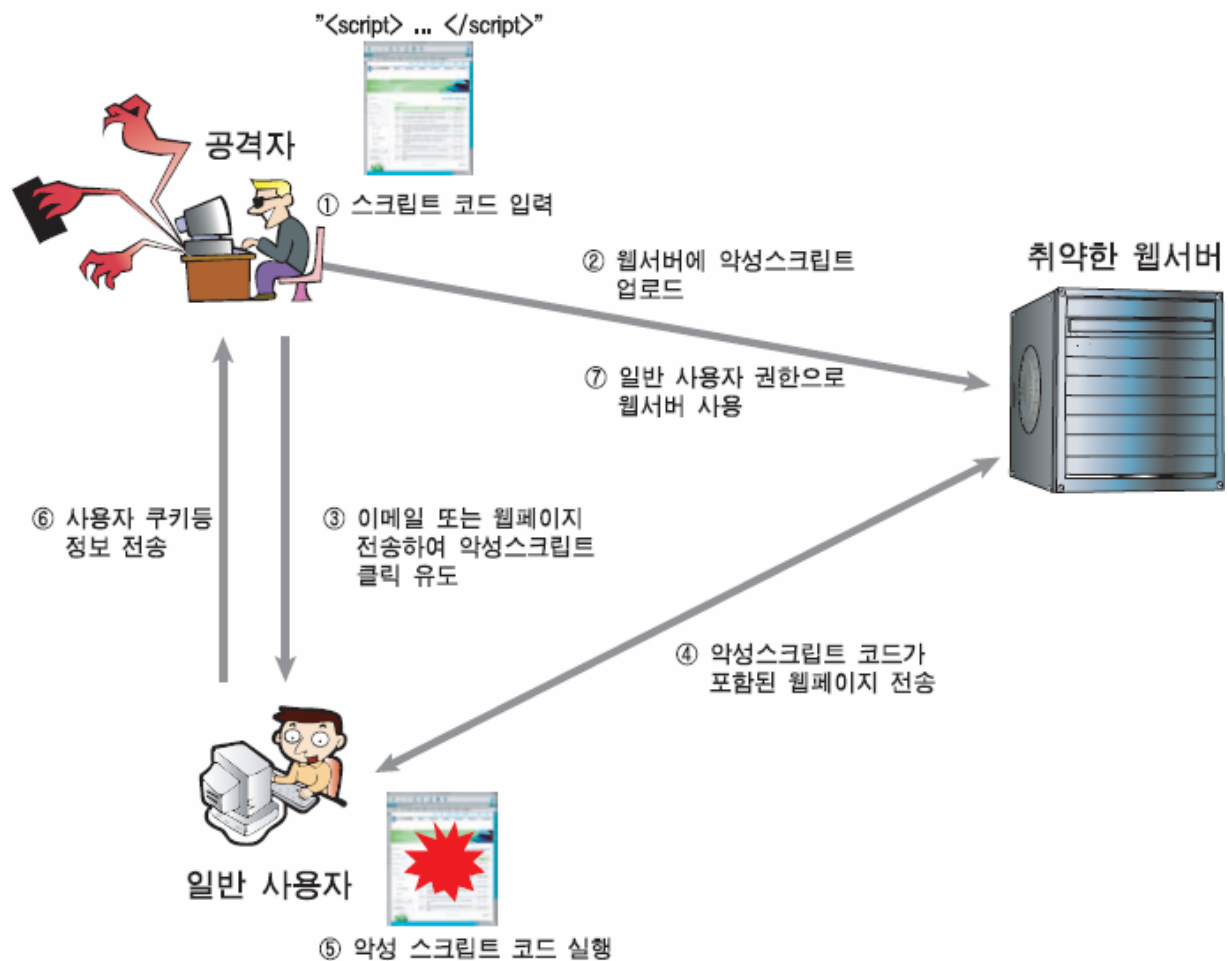 ”<script> ... </script>”
공격자
① 스크립트 코드 입력
② 웹서버에 악성스크립트
업로드
취약한 웹서버
⑦ 일반 사용자 권한으로
웹서버 사용
⑥ 사용자 쿠키등
정보 전송
③ 이메일 또는 웹페이지
전송하여 악성스크립트
클릭 유도
④ 악성스크립트 코드가
포함된 웹페이지 전송
일반 사용자
⑤ 악성 스크립트 코드 실행